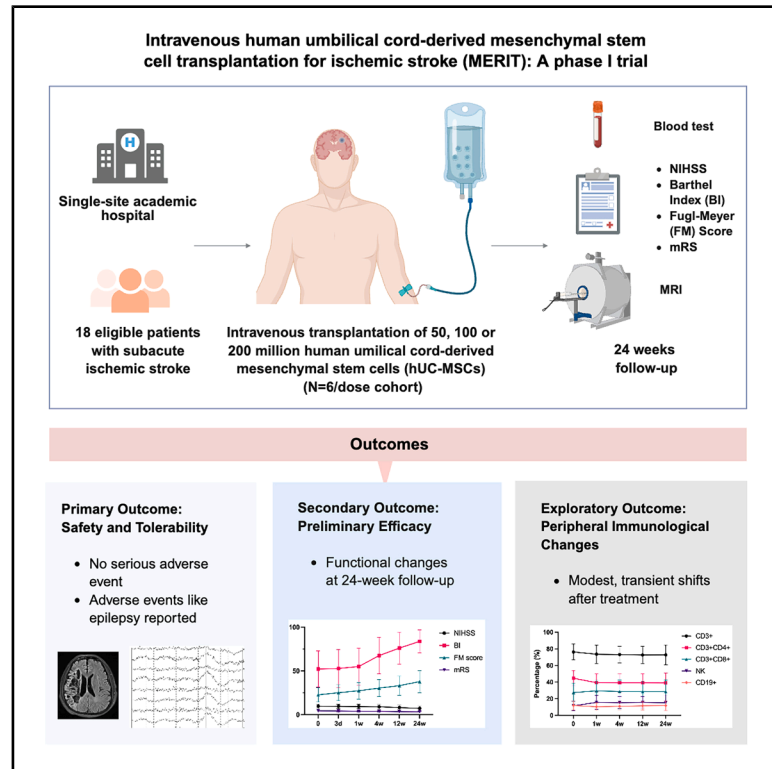 Intravenous human umbilical cord-derived mesenchymal stem
cell transplantation for ischemic stroke (MERIT): A phase I trial
H
Single-site academic
hospital
18 eligible patients
with subacute
ischemic stroke
Intravenous transplantation of 50, 100 or
200 million human umilical cord-derived
mesenchymal stem cells (hUC-MSCs)
(N=6/dose cohort)
Blood test
• NIHSS
• Barthel
Index (BI)
• Fugl-Meyer
(FM) Score
• mRS
MRI
24 weeks
follow-up
Outcomes
Primary Outcome:
Safety and Tolerability
• No serious adverse
event
• Adverse events like
epilepsy reported
Secondary Outcome:
Preliminary Efficacy
• Functional changes
at 24-week follow-up
100
50
0
0 3d 1w 4w 12w 24w
NIHSS
BI
FM score
mRS
Exploratory Outcome:
Peripheral Immunological
Changes
• Modest, transient shifts
after treatment
Percentage (%)
100
80
60
40
20
0
0 1w 4w 12w 24w
CD3+
CD3+CD4+
CD3+CD8+
NK
CD19+